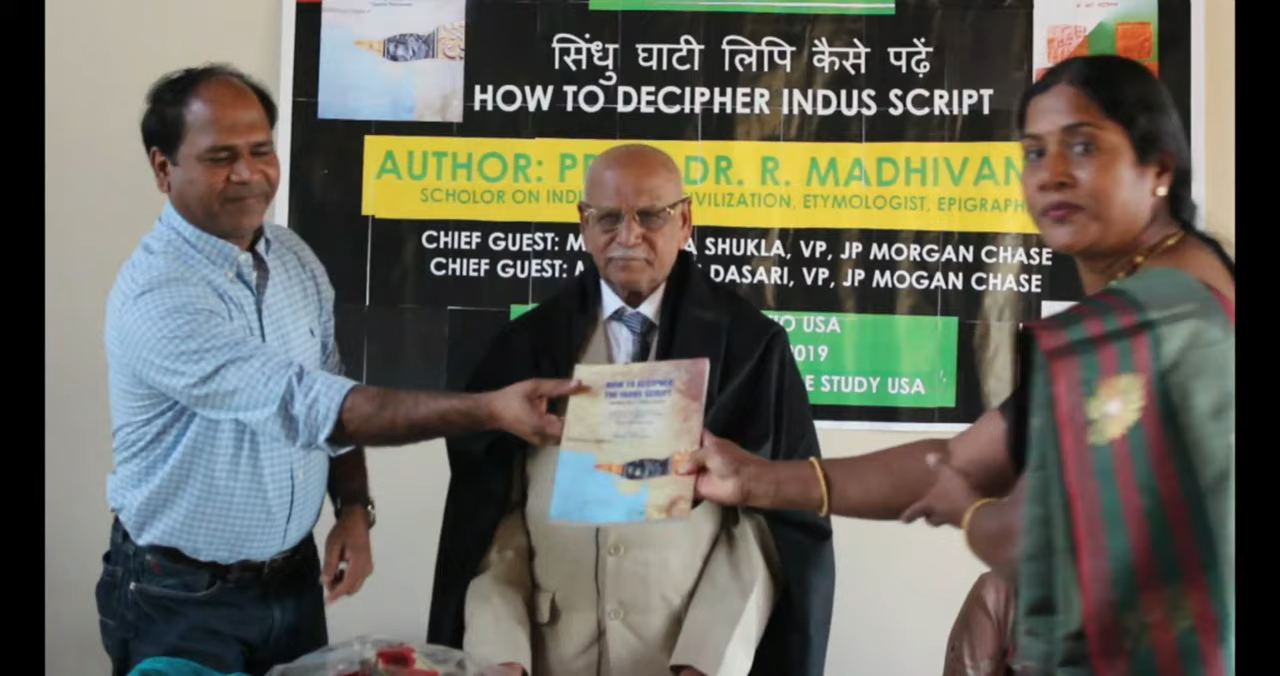 सिंधु घाटी लिपि कैसे पढ़ें
HOW TO DECIPHER INDUS SCRIPT
AUTHOR: DR. R. MADHIVAN
SCHOLOR ON CIVILIZATION, ETYMOLOGIST, EPIGRAPH
CHIEF GUEST: SHUKLA, VP, JP MORGAN CHASE
CHIEF GUEST: DASARI, VP, JP MOGAN CHASE
USA
2019
STUDY USA
HOW TO DECIPHER
THE INDUS SCRIPT